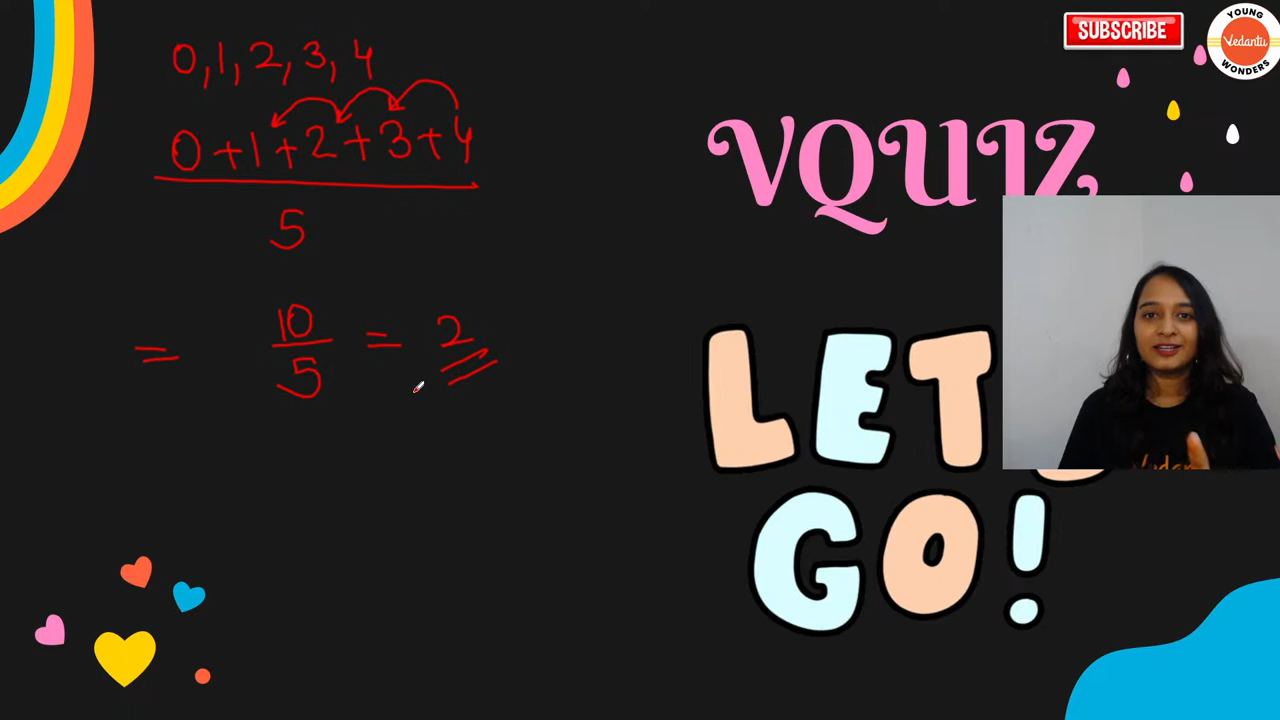 0,1,2,3,4
0+1+2+3+4
5
= 10/5 = 2
SUBSCRIBE
YOUNG
Vedantu
WONDERS
VQUIZ
LET'S
GO!